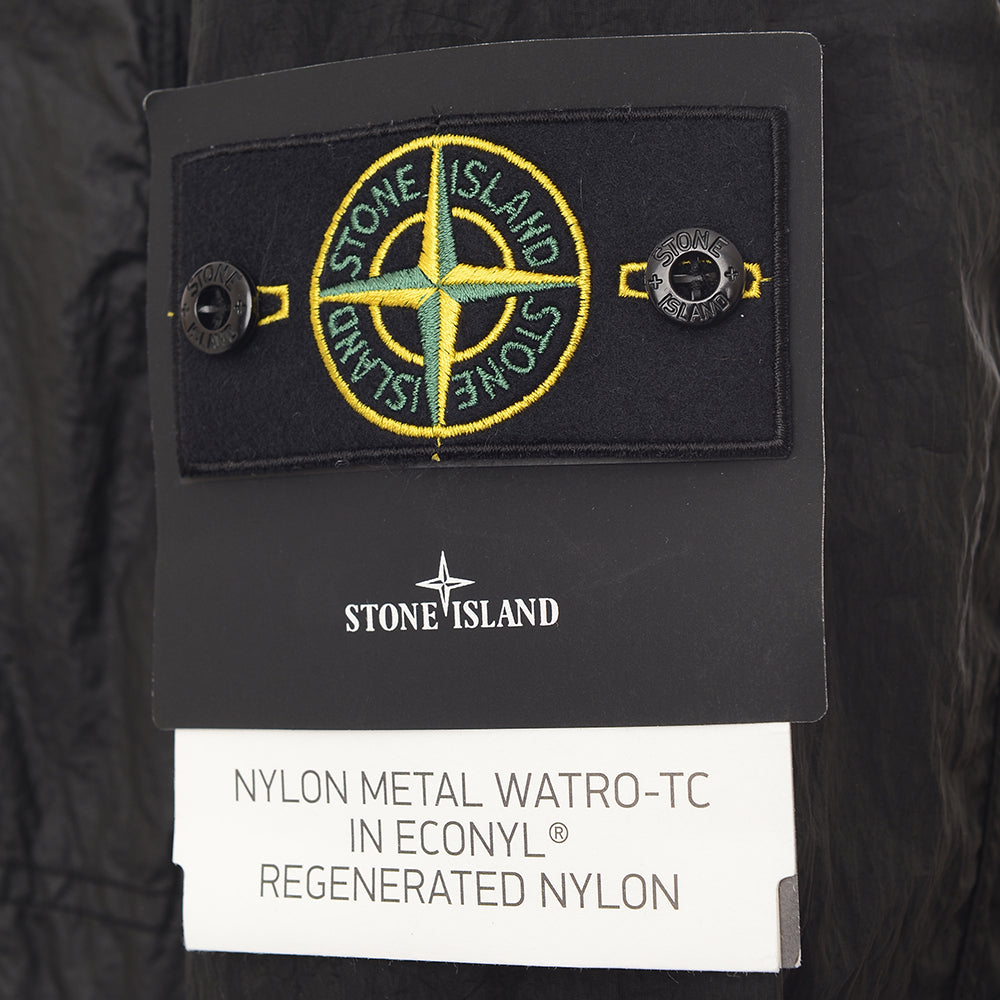 STONE ISLAND
STONE ISLAND
STONE
ISLAND
STONE
ISLAND
STONE ISLAND
NYLON METAL WATRO-TC
IN ECONYL®
REGENERATED NYLON